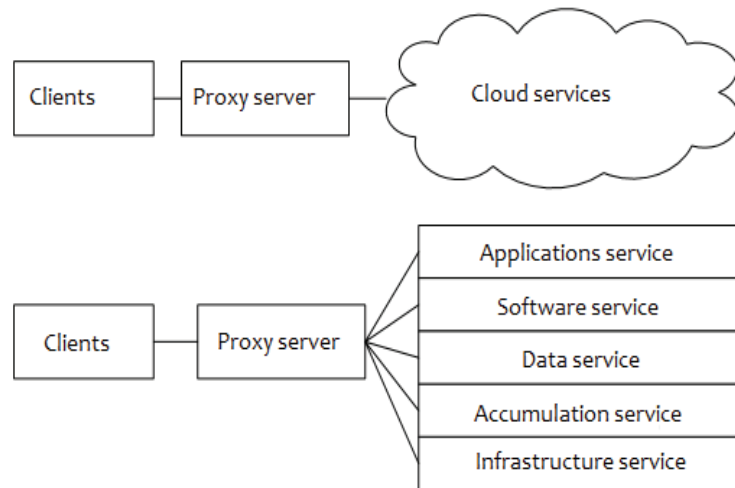 Clients
Proxy server
Cloud services
Applications service
Software service
Clients
Proxy server
Data service
Accumulation service
Infrastructure service